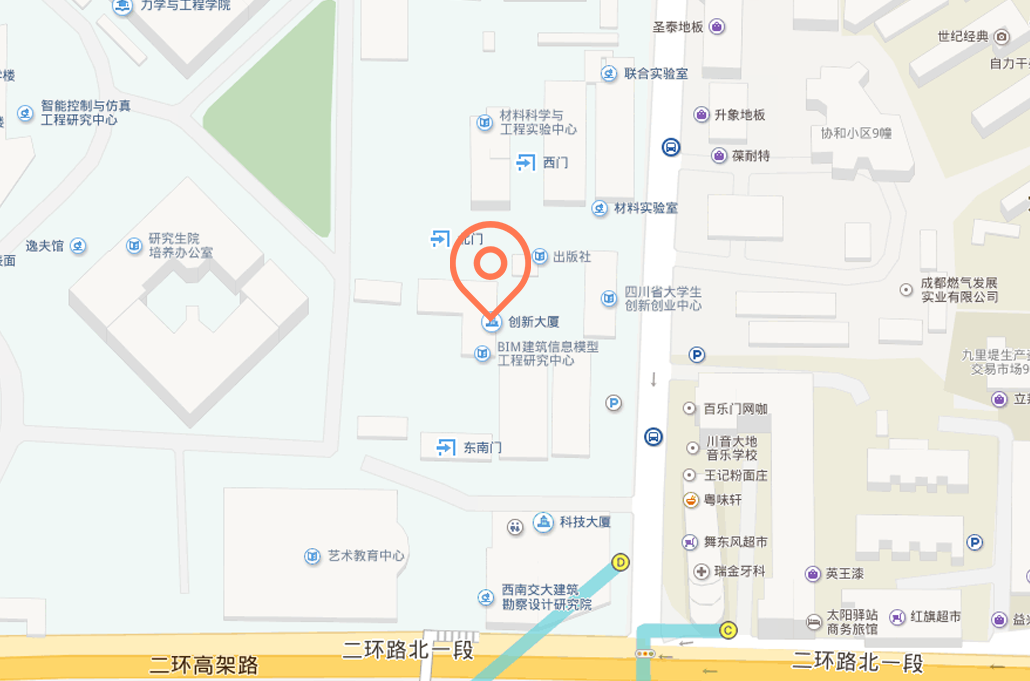 力学与工程学院
圣泰地板
世纪经典
自力干
联合实验室
楼
智能控制与仿真
工程研究中心
楼
材料科学与
工程实验中心
升象地板
协和小区9幢
葆耐特
西门
材料实验室
北门
研究生院
培养办公室
逸夫馆
面
出版社
成都燃气发展
实业有限公司
四川省大学生
创新创业中心
创新大厦
P
BIM建筑信息模型
工程研究中心
九里堤生产资
交易市场9
立邦
P
百乐门网咖
川音大地
音乐学校
东南门
王记粉面庄
粤味轩
科技大厦
舞东风超市
P
艺术教育中心
D
瑞金牙科
英王漆
西南交大建筑
勘察设计研究院
太阳驿站
商务旅馆
红旗超市
益
C
二环路北一段
二环高架路
二环路北一段